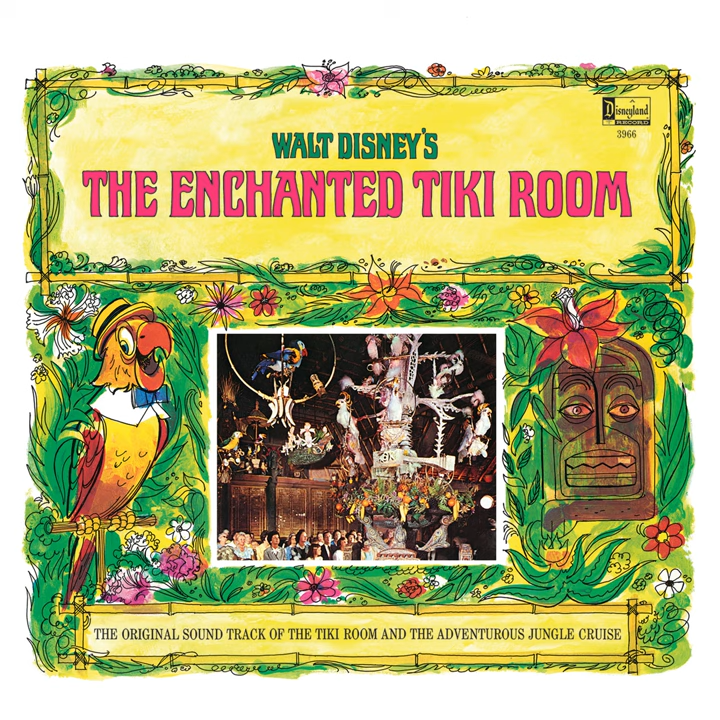 Disneyland
RECORD
3966
WALT DISNEY'S
THE ENCHANTED TIKI ROOM
THE ORIGINAL SOUND TRACK OF THE TIKI ROOM AND THE ADVENTUROUS JUNGLE CRUISE